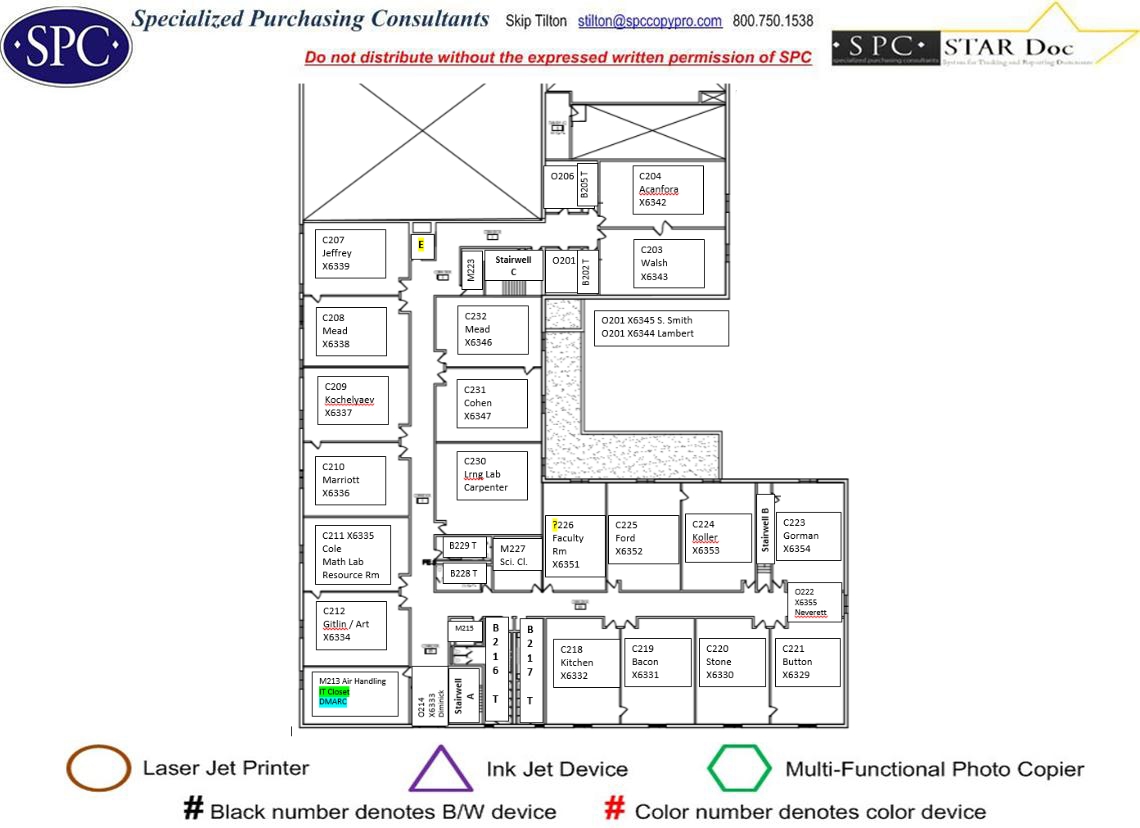 ·SPC·
Specialized Purchasing Consultants Skip Tilton stilton@spccopypro.com 800.750.1538
Do not distribute without the expressed written permission of SPC
·SPC· STAR Doc
specialized purchasing consultants System for Tracking and Reporting Documents
O206
B205 T
C204
Acanfora
X6342
C207
Jeffrey
X6339
E
M223
Stairwell
C
O201
B202 T
C203
Walsh
X6343
C208
Mead
X6338
C232
Mead
X6346
O201 X6345 S. Smith
O201 X6344 Lambert
C209
Kochelyaev
X6337
C231
Cohen
X6347
C210
Marriott
X6336
C230
Lrng Lab
Carpenter
C211 X6335
Cole
Math Lab
Resource Rm
B229 T
B228 T
M227
Sci. Cl.
?226
Faculty
Rm
X6351
C225
Ford
X6352
C224
Koller
X6353
Stairwell B
C223
Gorman
X6354
O222
X6355
Neverett
C212
Gitlin / Art
X6334
M215
B
2
1
6
T
B
2
1
7
T
C218
Kitchen
X6332
C219
Bacon
X6331
C220
Stone
X6330
C221
Button
X6329
M213 Air Handling
IT Closet
DMARC
O214
X6333
Diminick
Stairwell
A
Laser Jet Printer
Ink Jet Device
Multi-Functional Photo Copier
# Black number denotes B/W device
# Color number denotes color device